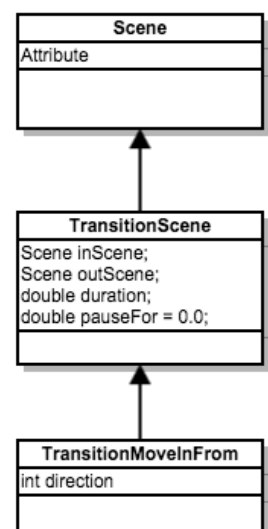 Scene
Attribute
TransitionScene
Scene inScene;
Scene outScene;
double duration;
double pauseFor = 0.0;
TransitionMoveInFrom
int direction